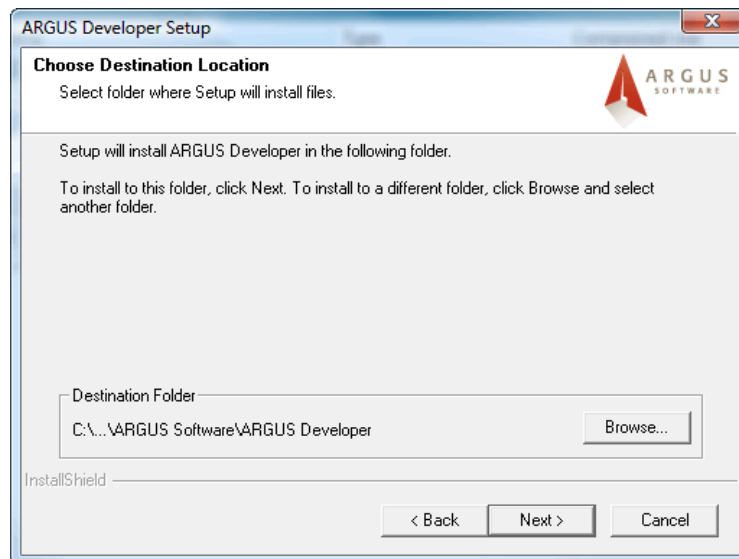 ARGUS Developer Setup
Choose Destination Location
Select folder where Setup will install files.
ARGUS
SOFTWARE
Setup will install ARGUS Developer in the following folder.
To install to this folder, click Next. To install to a different folder, click Browse and select
another folder.
Destination Folder
C:\...\ARGUS Software\ARGUS Developer
Browse...
InstallShield
< Back
Next >
Cancel